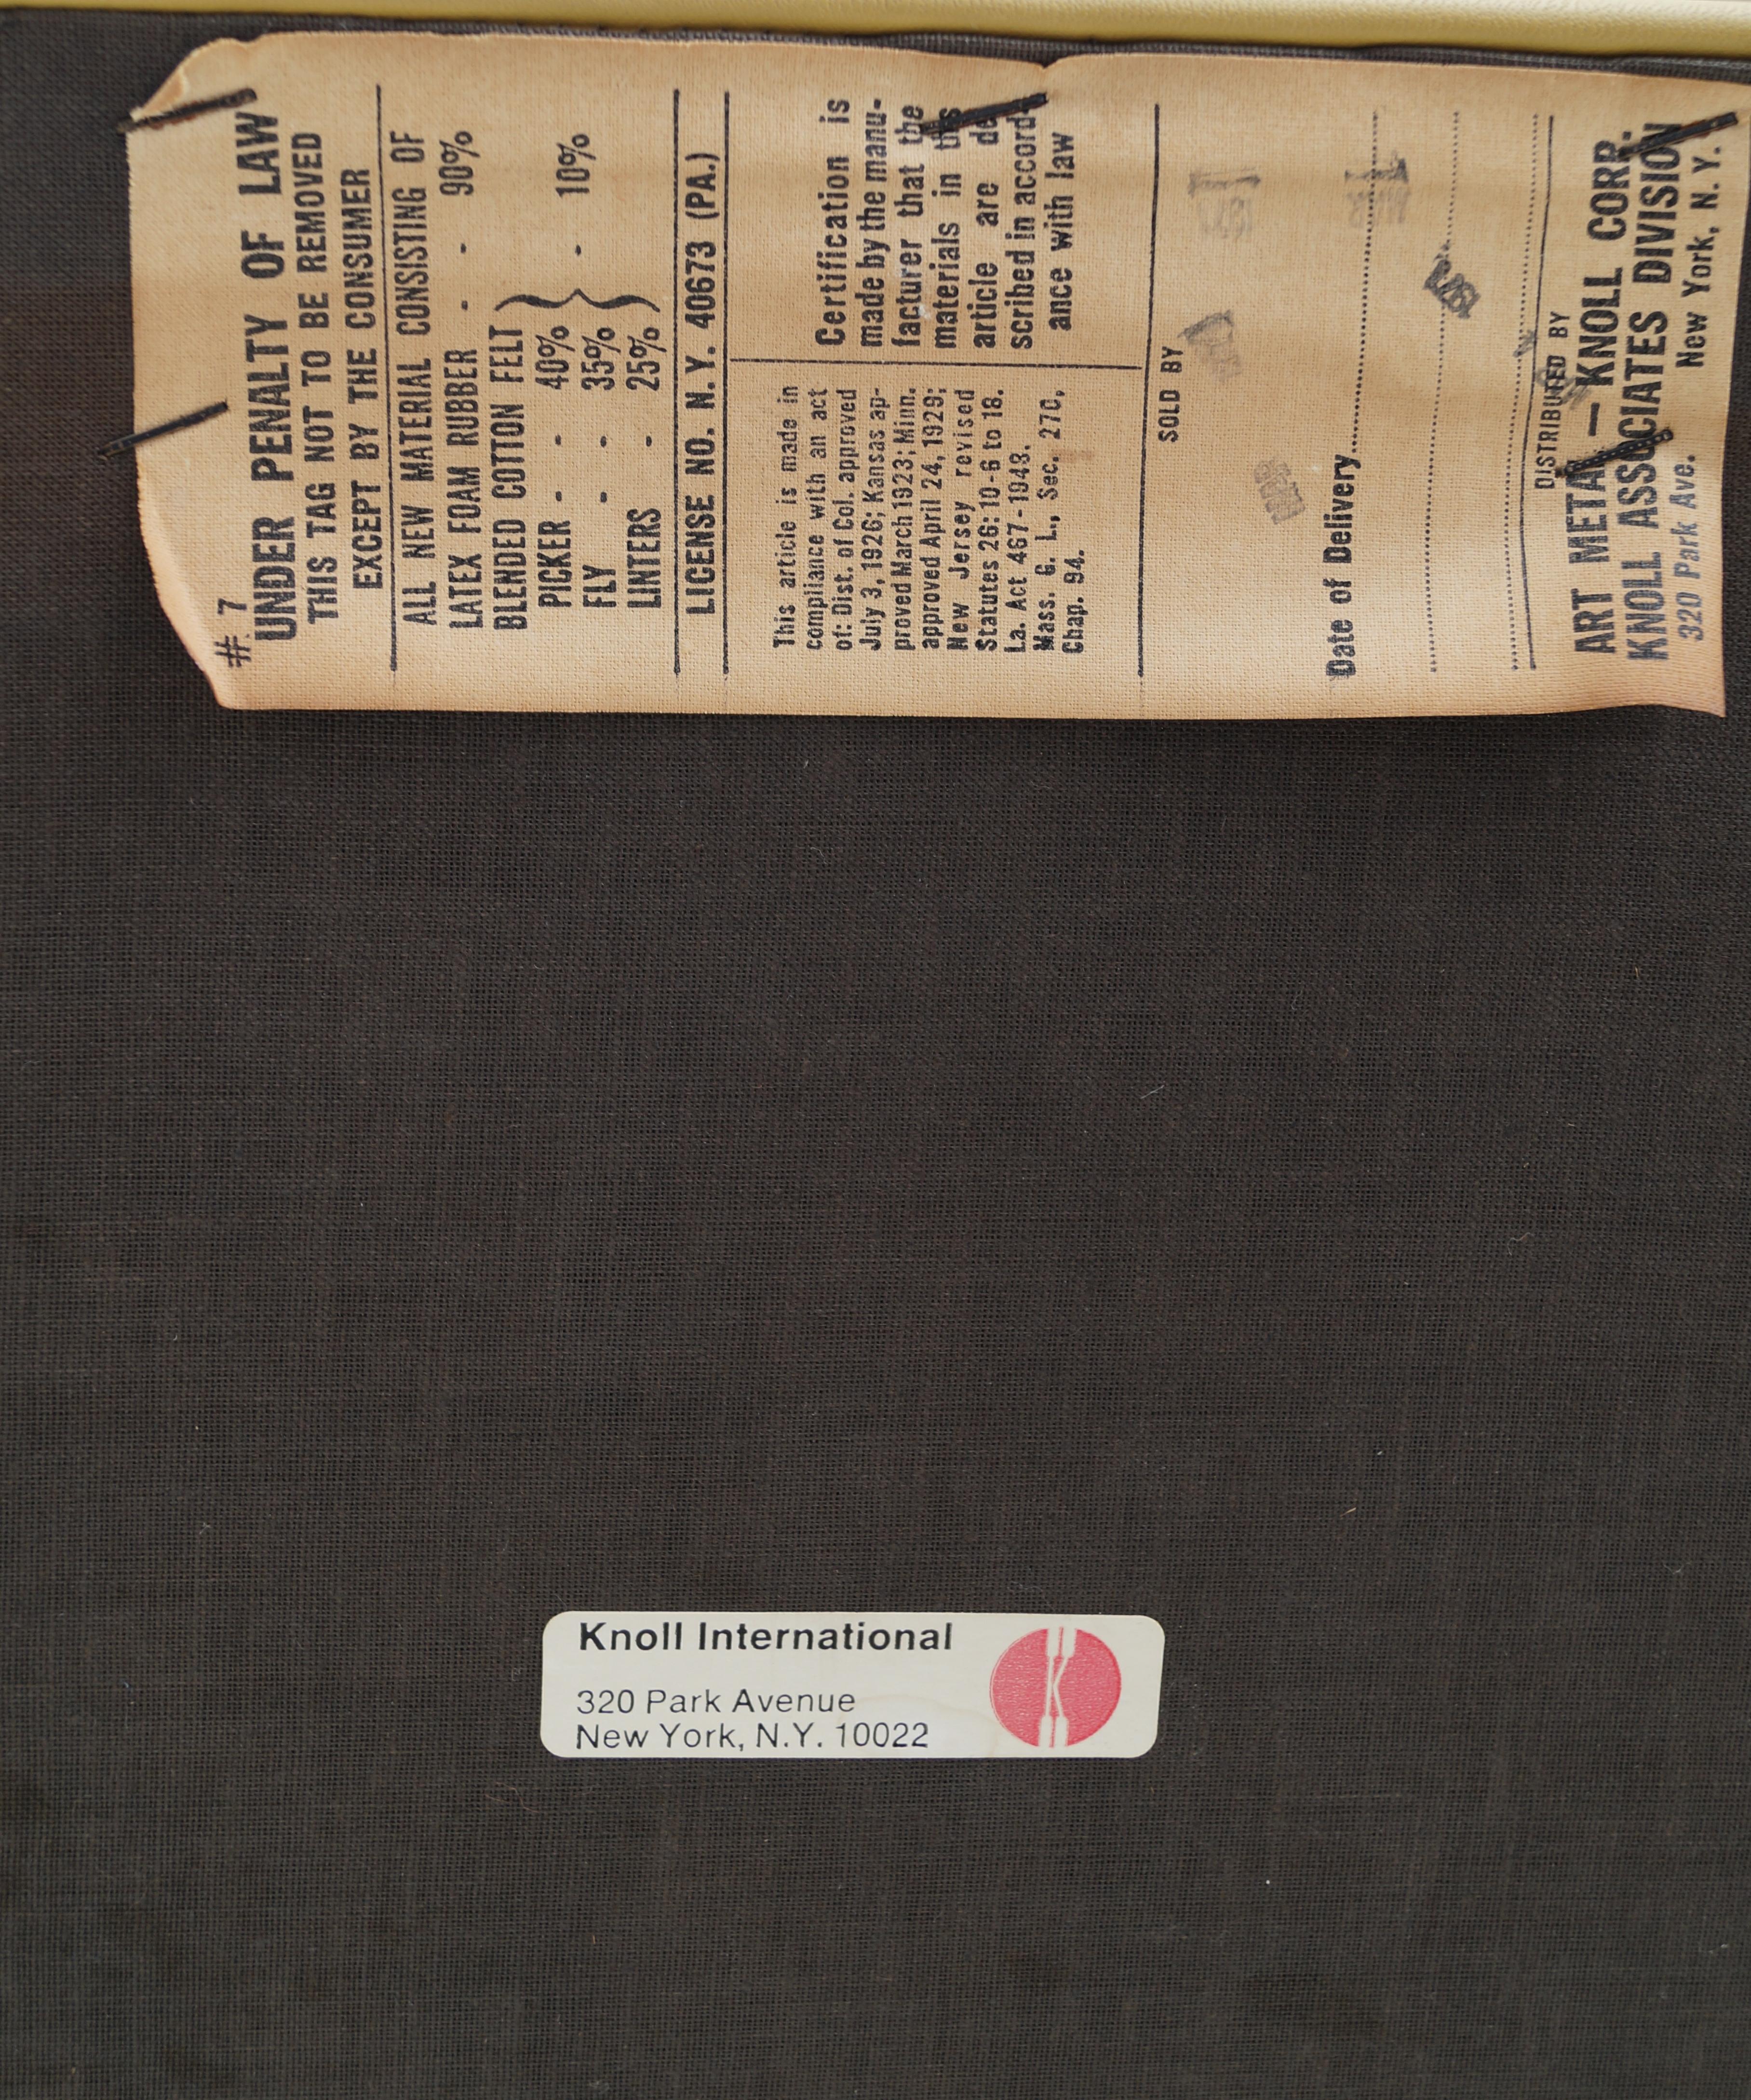 # 7
UNDER PENALTY OF LAW
THIS TAG NOT TO BE REMOVED
EXCEPT BY THE CONSUMER
ALL NEW MATERIAL CONSISTING OF
LATEX FOAM RUBBER - - 90%
BLENDED COTTON FELT
PICKER - - 40%
FLY - - 35% } - 10%
LINTERS - 25%
LICENSE NO. N. Y. 40673 (PA.)
This article is made in
compliance with an act
of: Dist. of Col. approved
July 3, 1926; Kansas ap-
proved March 1923; Minn.
approved April 24, 1929;
New Jersey revised
Statutes 26:10-6 to 18.
La. Act 467-1948.
Mass. G. L., Sec. 270,
Chap. 94.
Certification is
made by the manu-
facturer that the
materials in this
article are de
scribed in accord-
ance with law
SOLD BY
Date of Delivery
DISTRIBUTED BY
ART METAL — KNOLL CORP.
KNOLL ASSOCIATES DIVISION
320 Park Ave. New York, N. Y.
Knoll International
320 Park Avenue
New York, N.Y. 10022
K